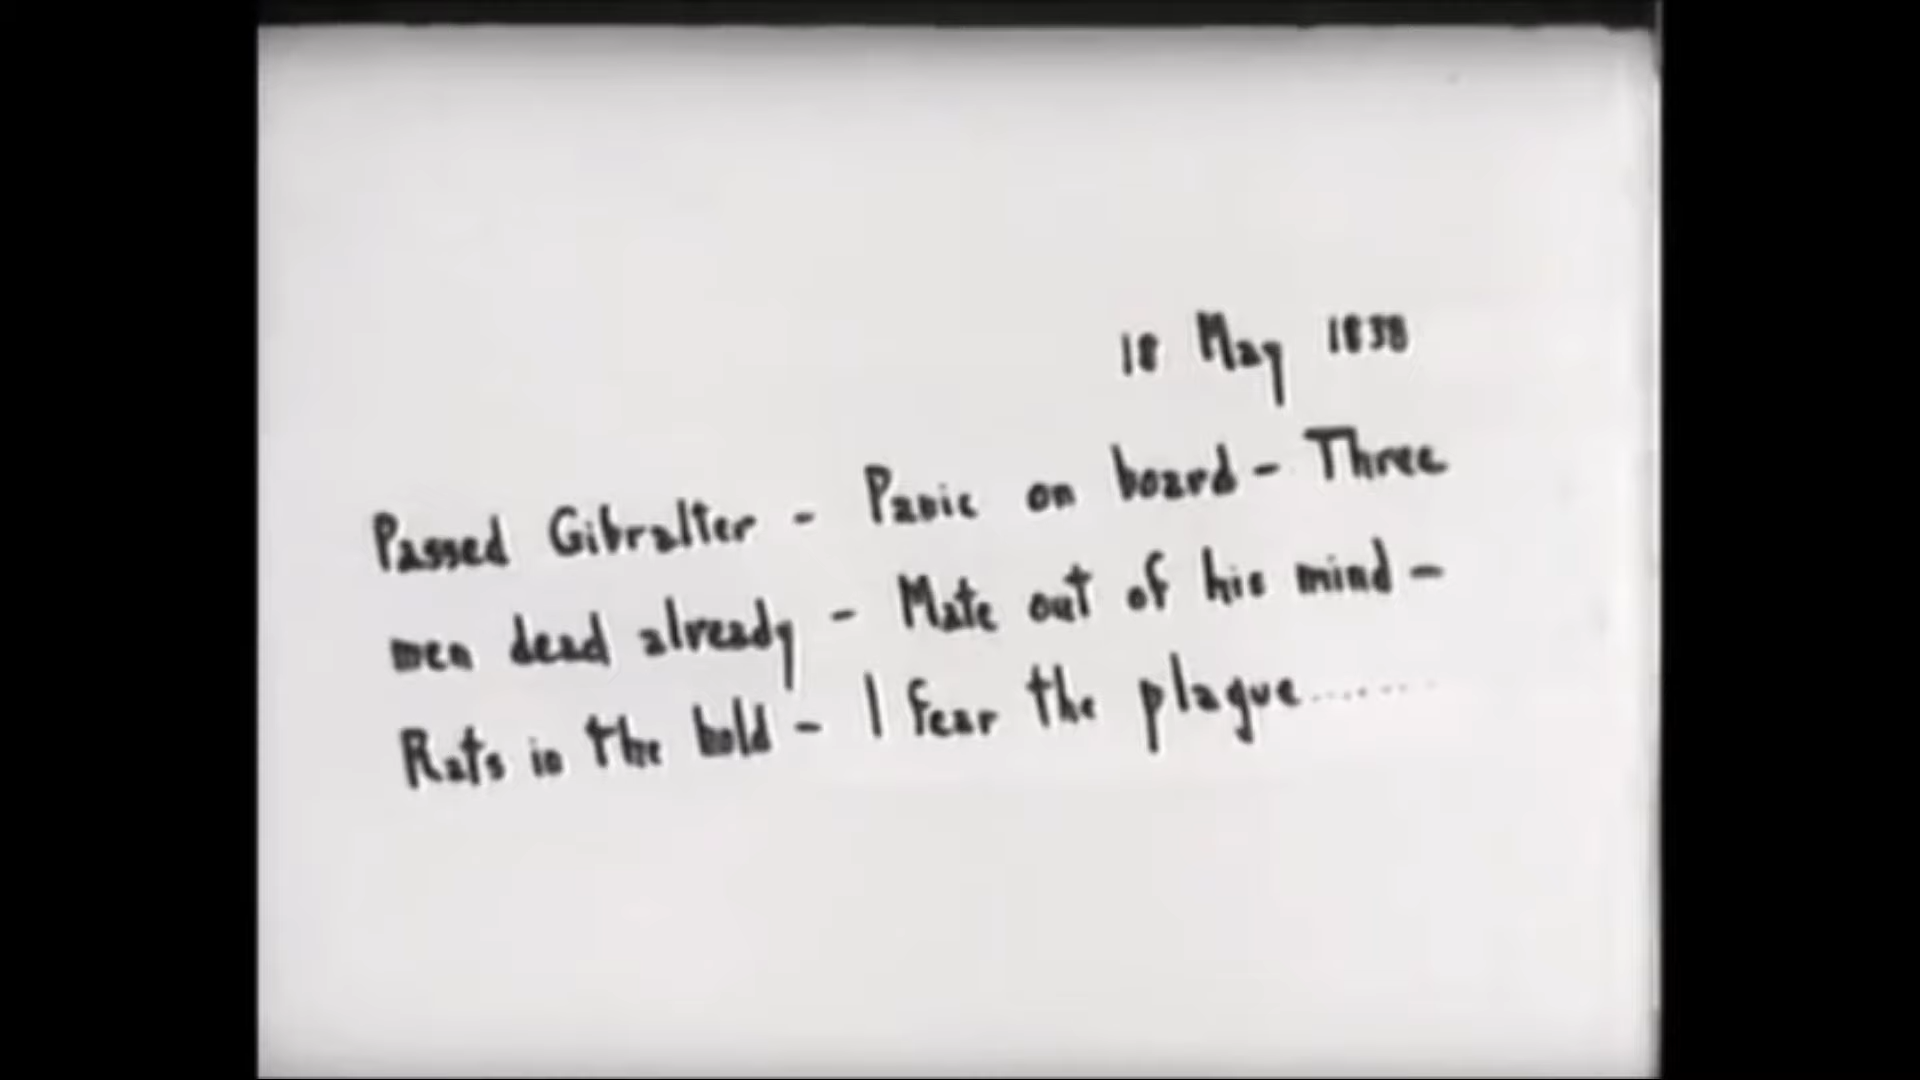 18 May 1838
Passed Gibralter - Panic on board - Three
men dead already - Mate out of his mind -
Rats in the hold - I fear the plague.......